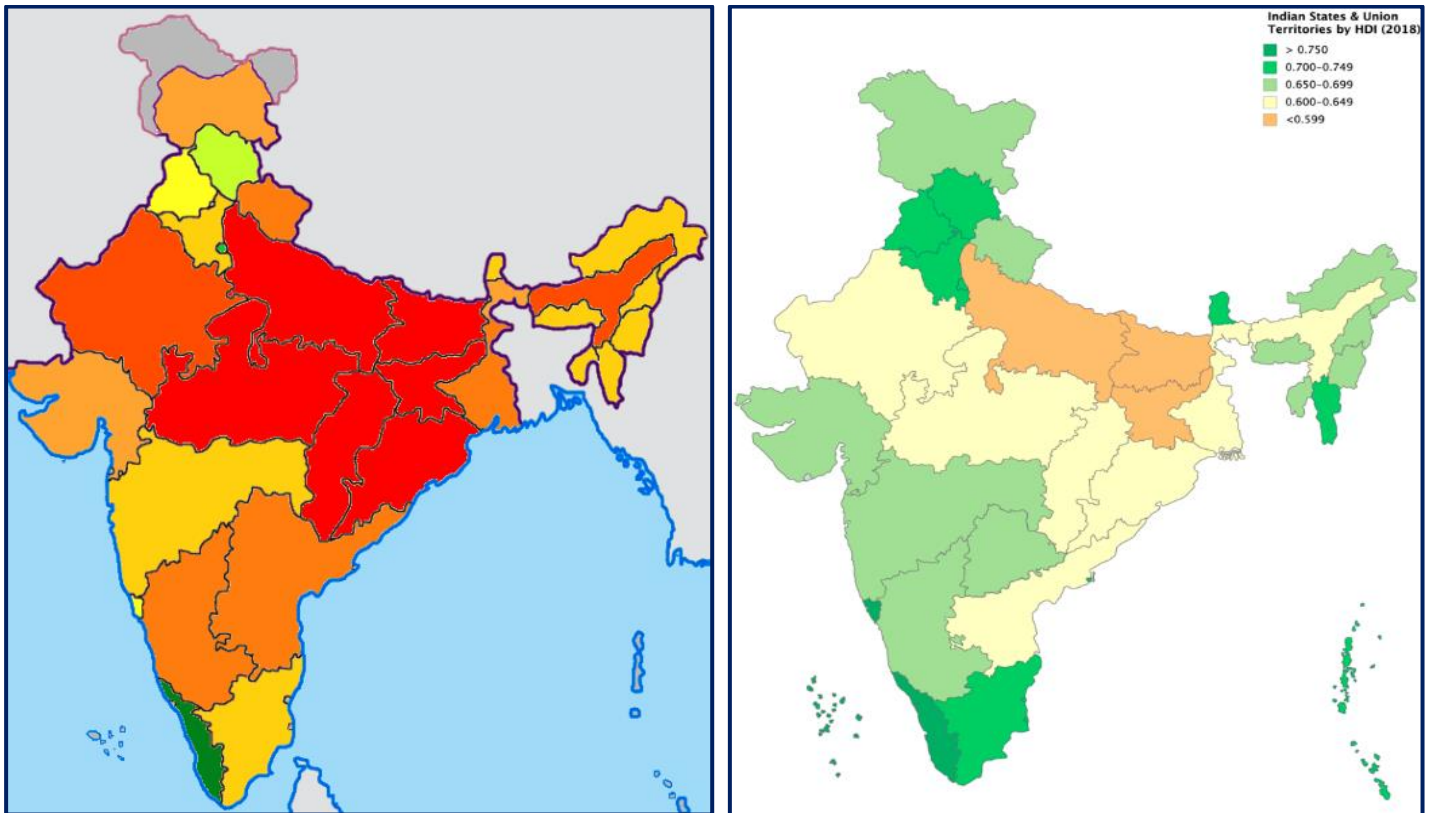 Indian States & Union
Territories by HDI (2018)
> 0.750
0.700–0.749
0.650–0.699
0.600–0.649
<0.599